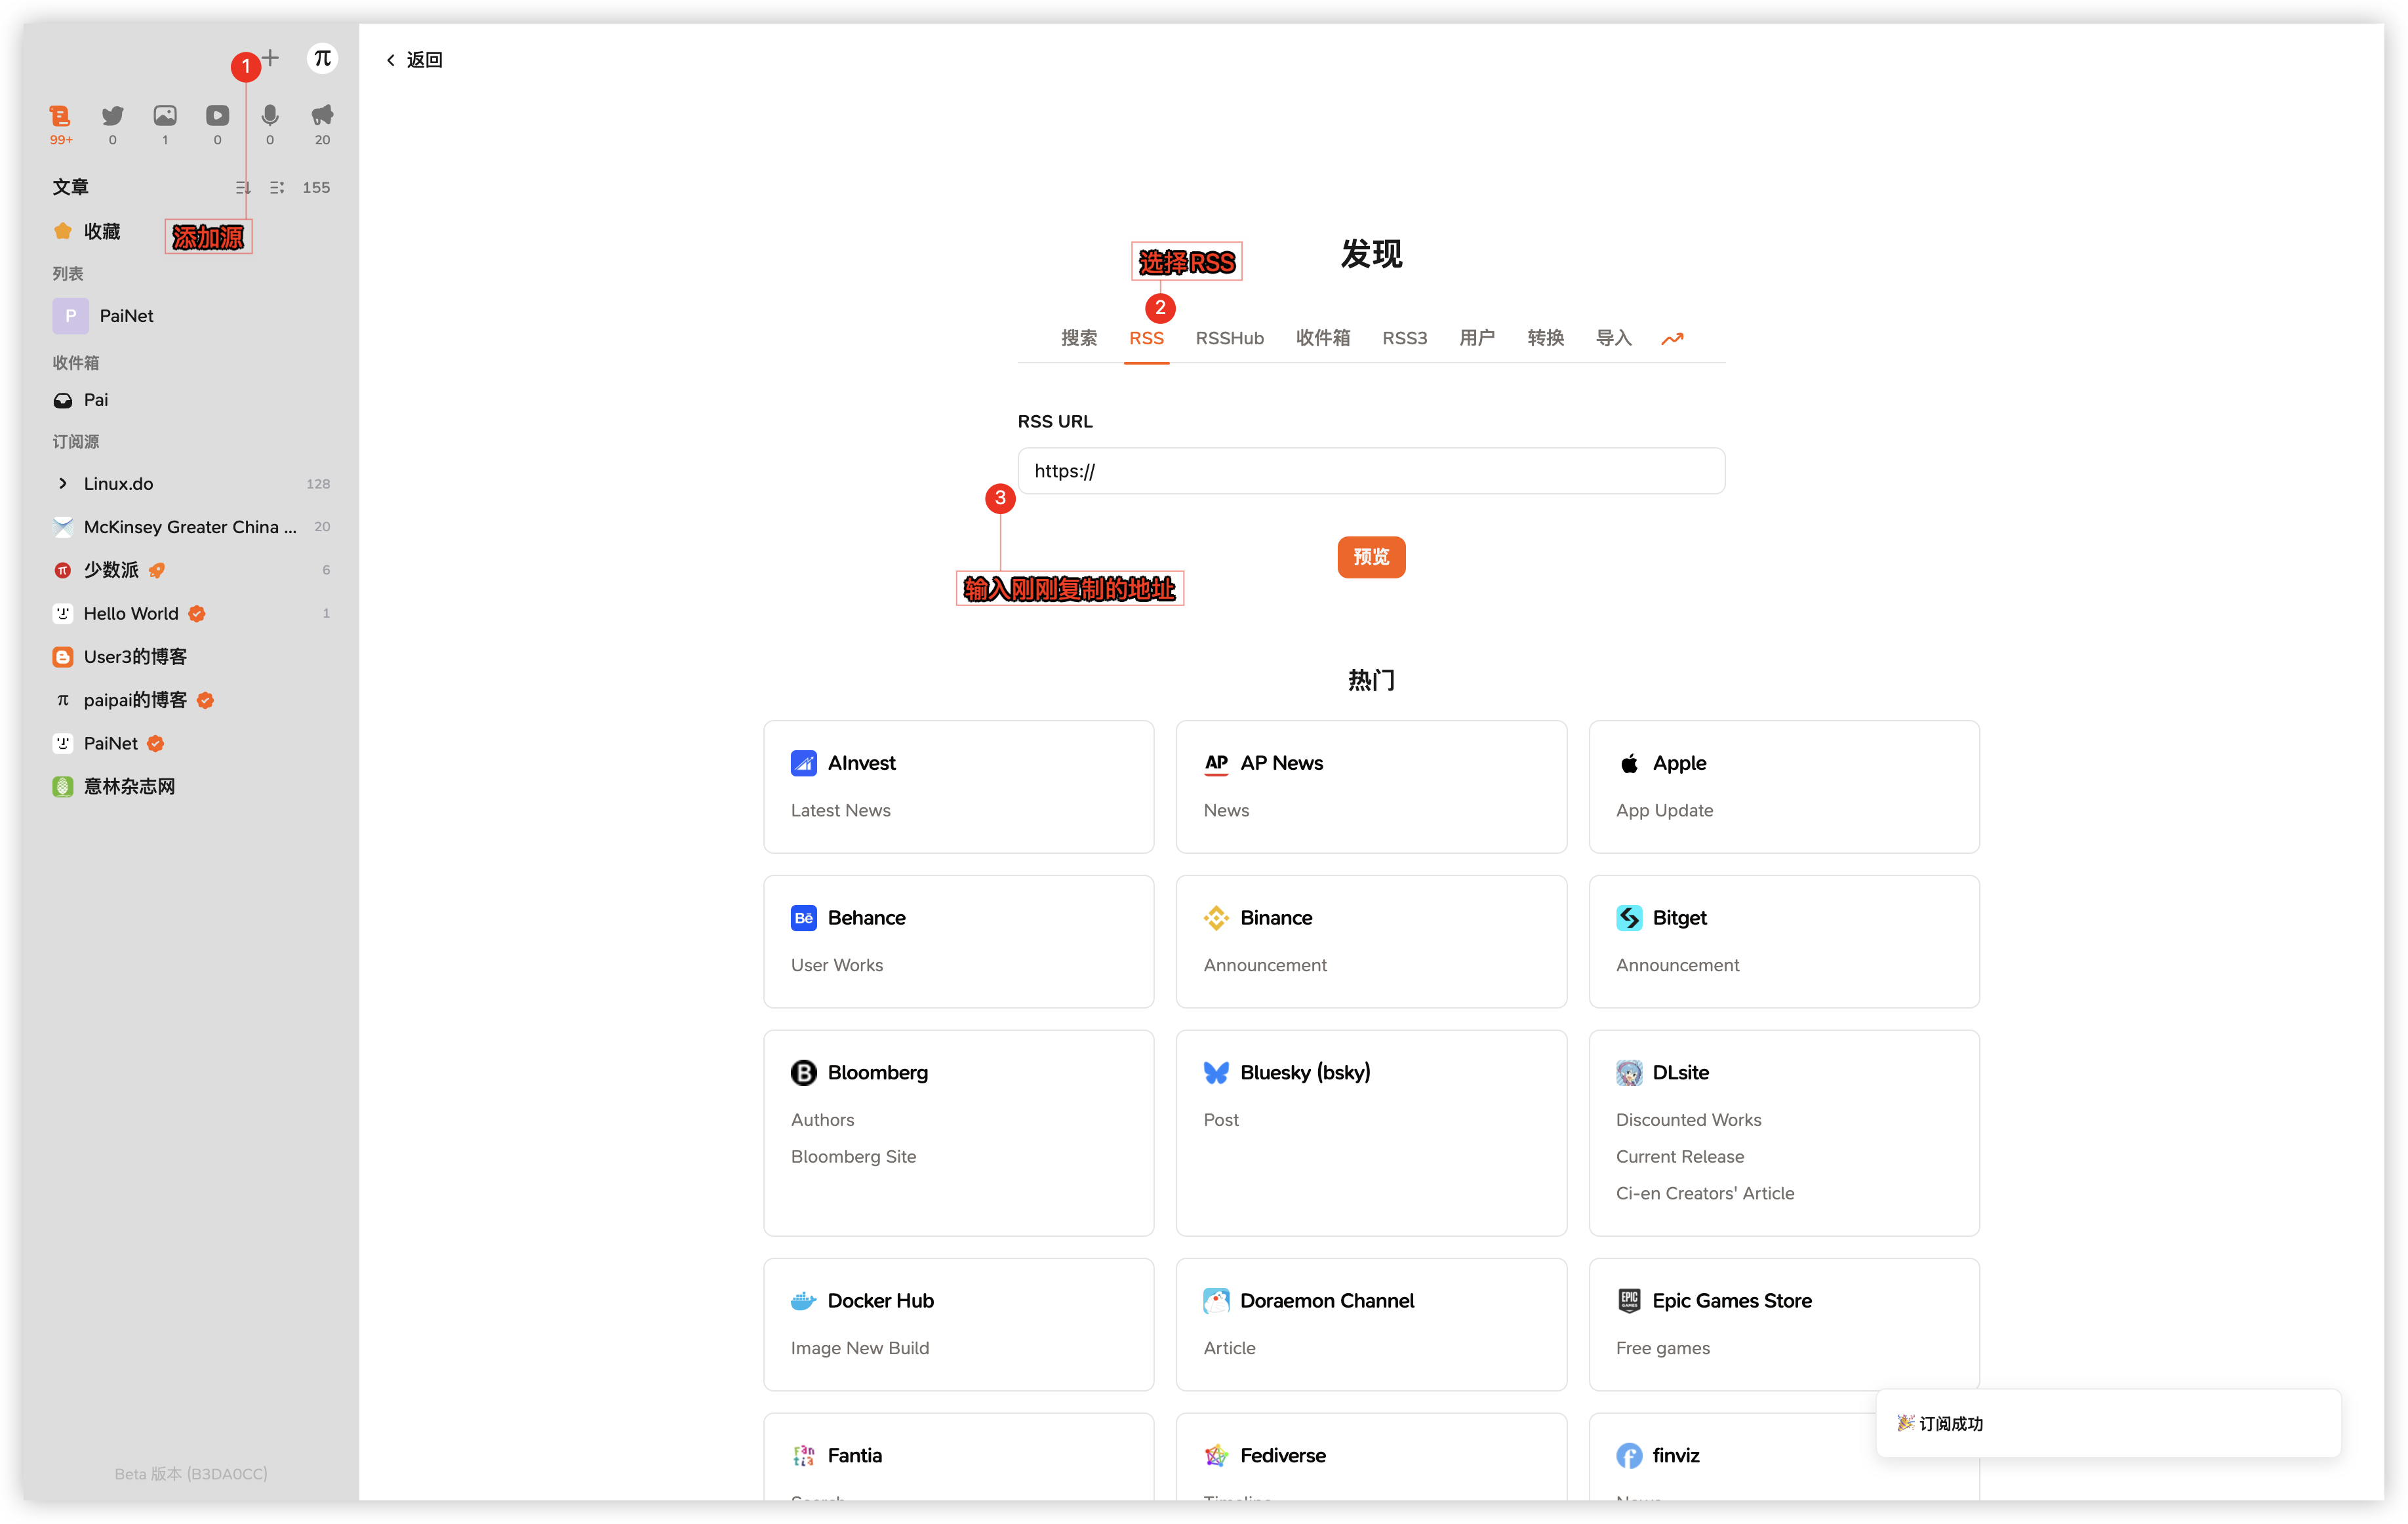 1
π
返回
99+
0
1
0
0
20
文章
155
收藏
添加源
列表
P
PaiNet
收件箱
Pai
订阅源
Linux.do
128
McKinsey Greater China ...
20
少数派
6
Hello World
1
User3的博客
π paipai的博客
PaiNet
意林杂志网
Beta 版本 (B3DA0CC)
发现
选择RSS
2
搜索
RSS
RSSHub
收件箱
RSS3
用户
转换
导入
RSS URL
https://
3
预览
输入刚刚复制的地址
热门
AInvest
Latest News
AP
AP News
News
Apple
App Update
Bē
Behance
User Works
Binance
Announcement
Bitget
Announcement
B
Bloomberg
Authors
Bloomberg Site
Bluesky (bsky)
Post
DLsite
Discounted Works
Current Release
Ci-en Creators' Article
Docker Hub
Image New Build
Doraemon Channel
Article
EPIC GAMES
Epic Games Store
Free games
Fantia
Search
Fediverse
Timeline
finviz
News
订阅成功